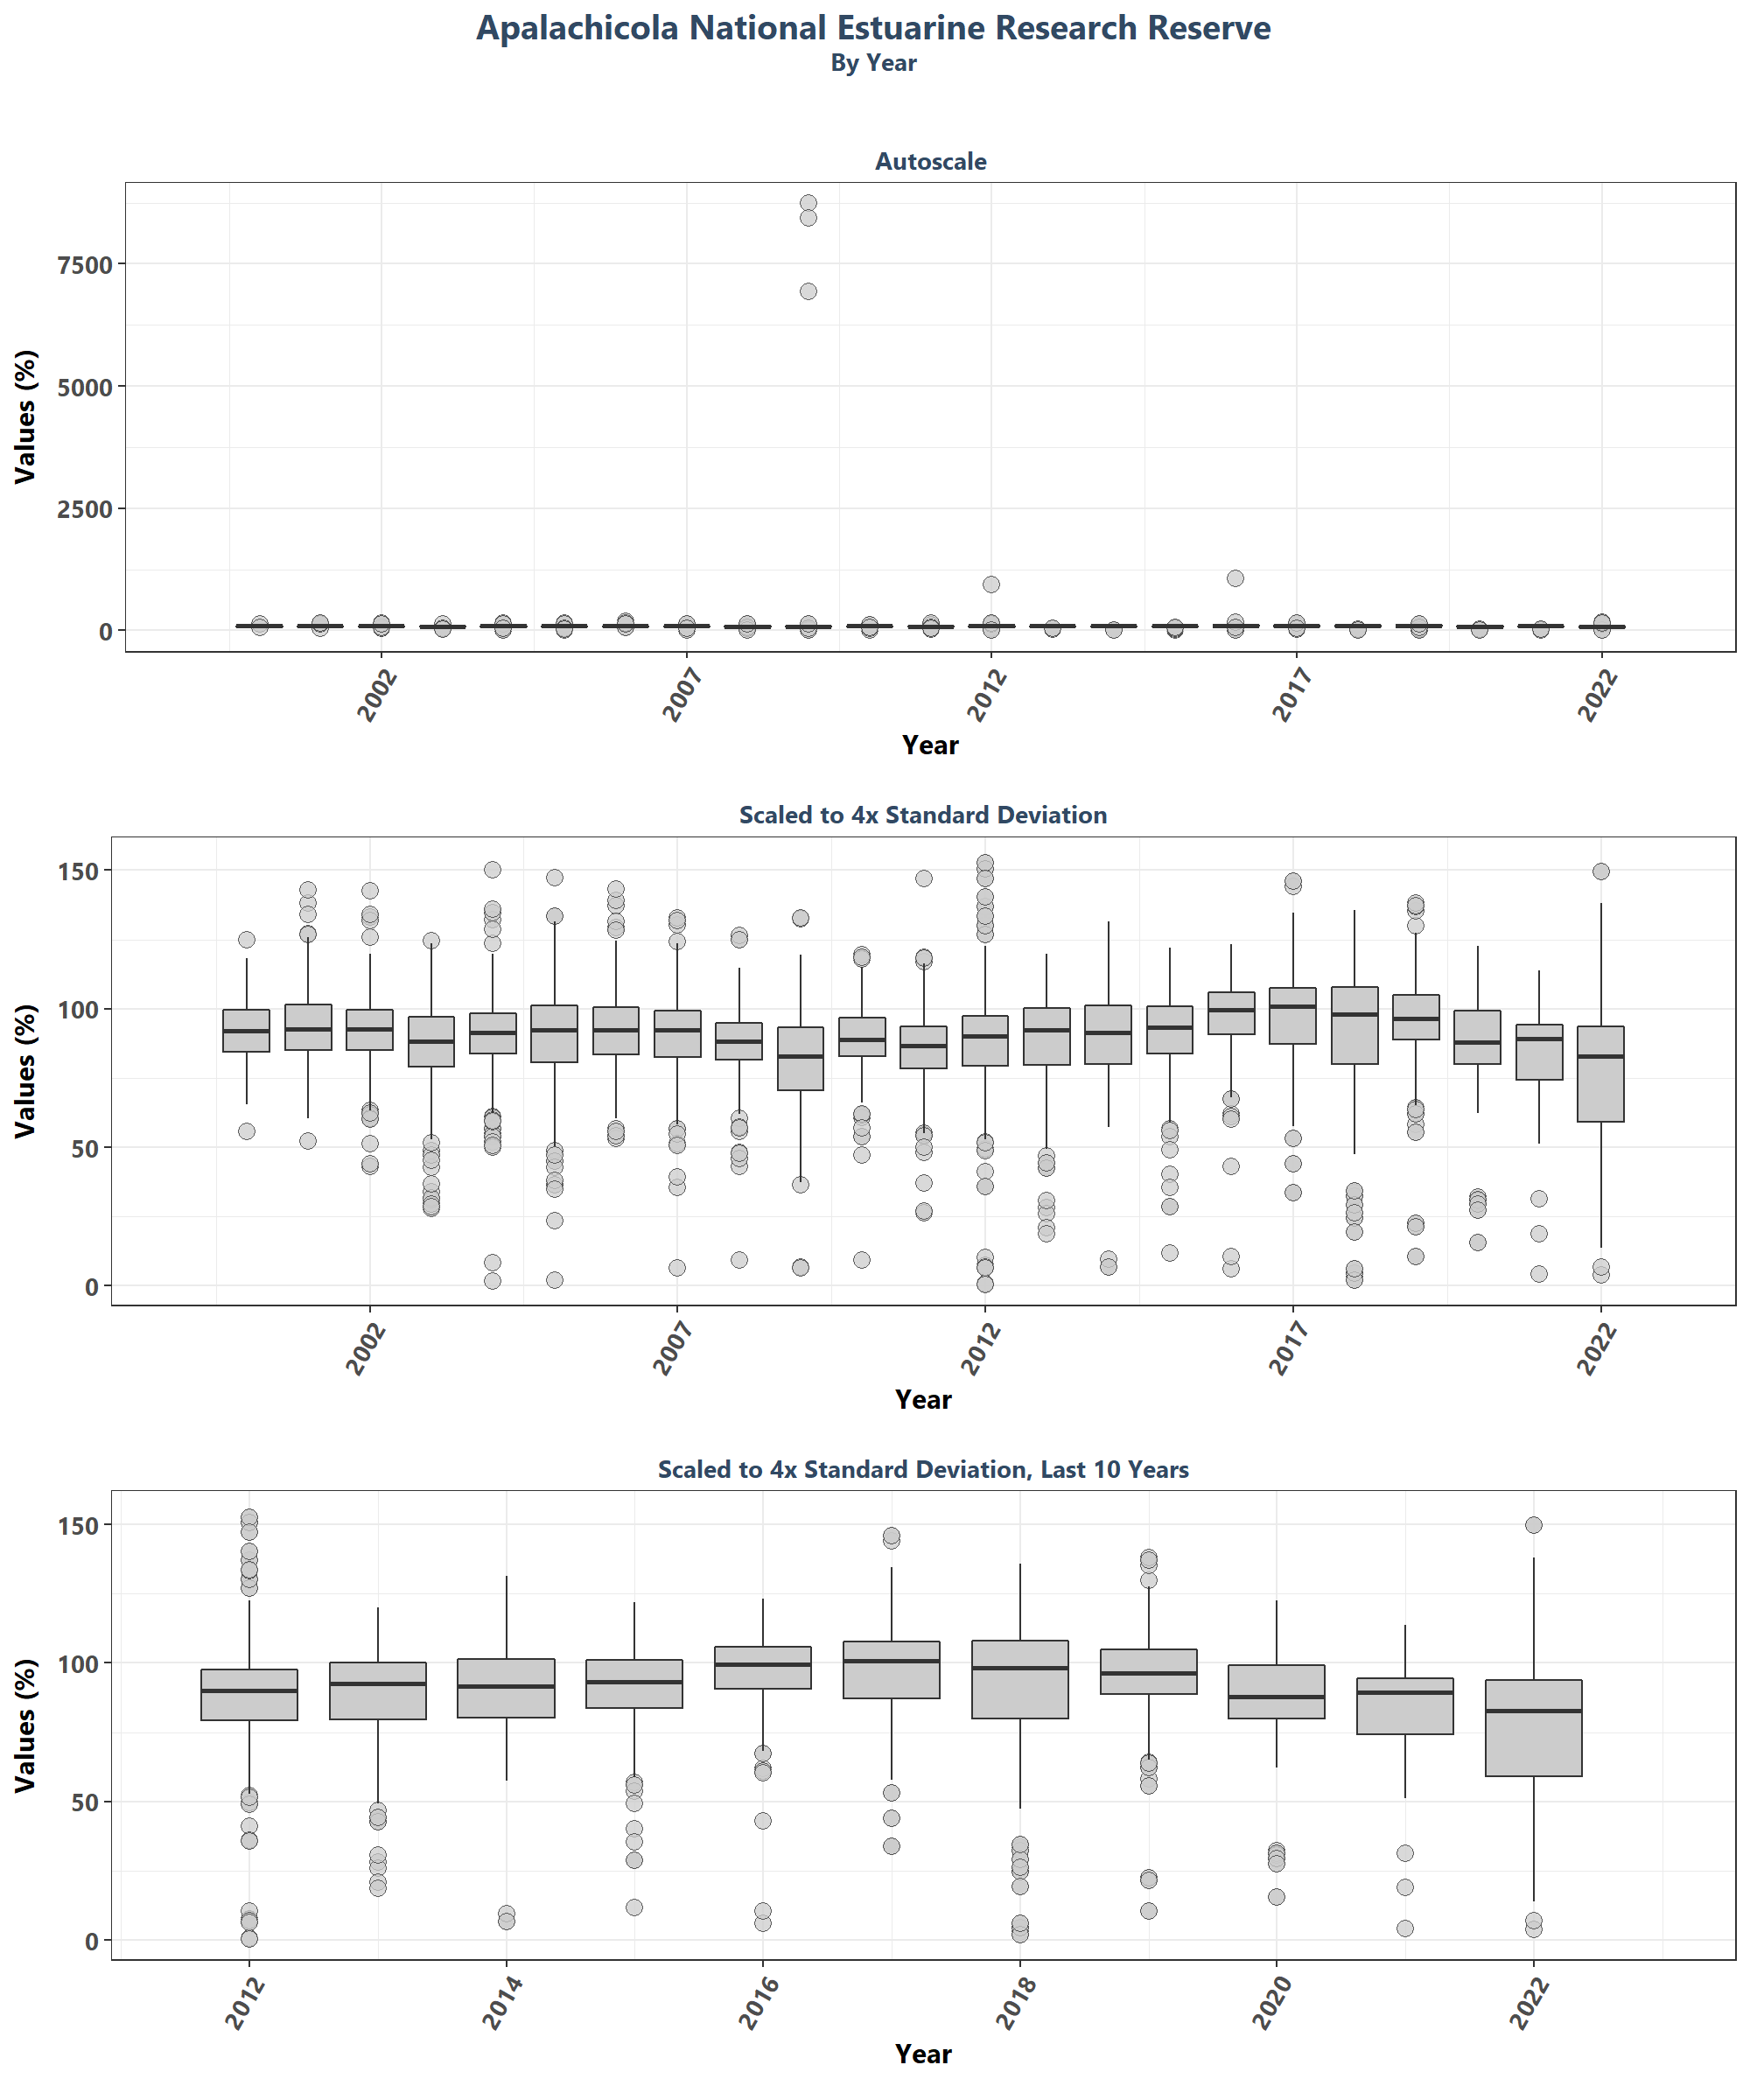 Apalachicola National Estuarine Research Reserve
By Year
Autoscale
Values (%)
7500
5000
2500
0
2002
2007
2012
2017
2022
Year
Scaled to 4x Standard Deviation
Values (%)
150
100
50
0
2002
2007
2012
2017
2022
Year
Scaled to 4x Standard Deviation, Last 10 Years
Values (%)
150
100
50
0
2012
2014
2016
2018
2020
2022
Year